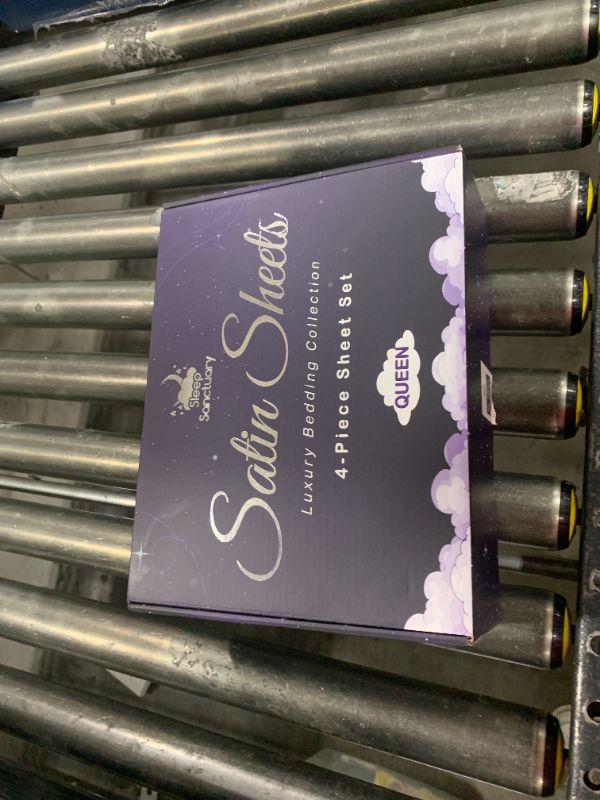 Sleep
Sanctuary
Satin Sheets
Luxury Bedding Collection
4-Piece Sheet Set
QUEEN